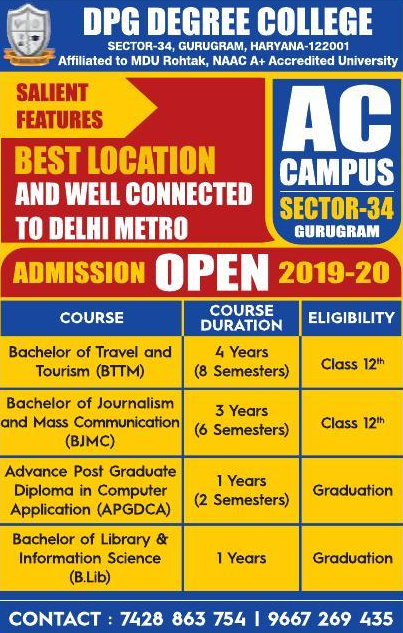 DPG DEGREE COLLEGE
SECTOR-34, GURUGRAM, HARYANA-122001
Affiliated to MDU Rohtak, NAAC A+ Accredited University
SALIENT
FEATURES
BEST LOCATION
AND WELL CONNECTED
TO DELHI METRO
AC
CAMPUS
SECTOR-34
GURUGRAM
ADMISSION OPEN 2019-20
COURSE
COURSE
DURATION
ELIGIBILITY
Bachelor of Travel and
Tourism (BTTM)
4 Years
(8 Semesters)
Class 12th
Bachelor of Journalism
and Mass Communication
(BJMC)
3 Years
(6 Semesters)
Class 12th
Advance Post Graduate
Diploma in Computer
Application (APGDCA)
1 Years
(2 Semesters)
Graduation
Bachelor of Library &
Information Science
(B.Lib)
1 Years
Graduation
CONTACT : 7428 863 754 | 9667 269 435